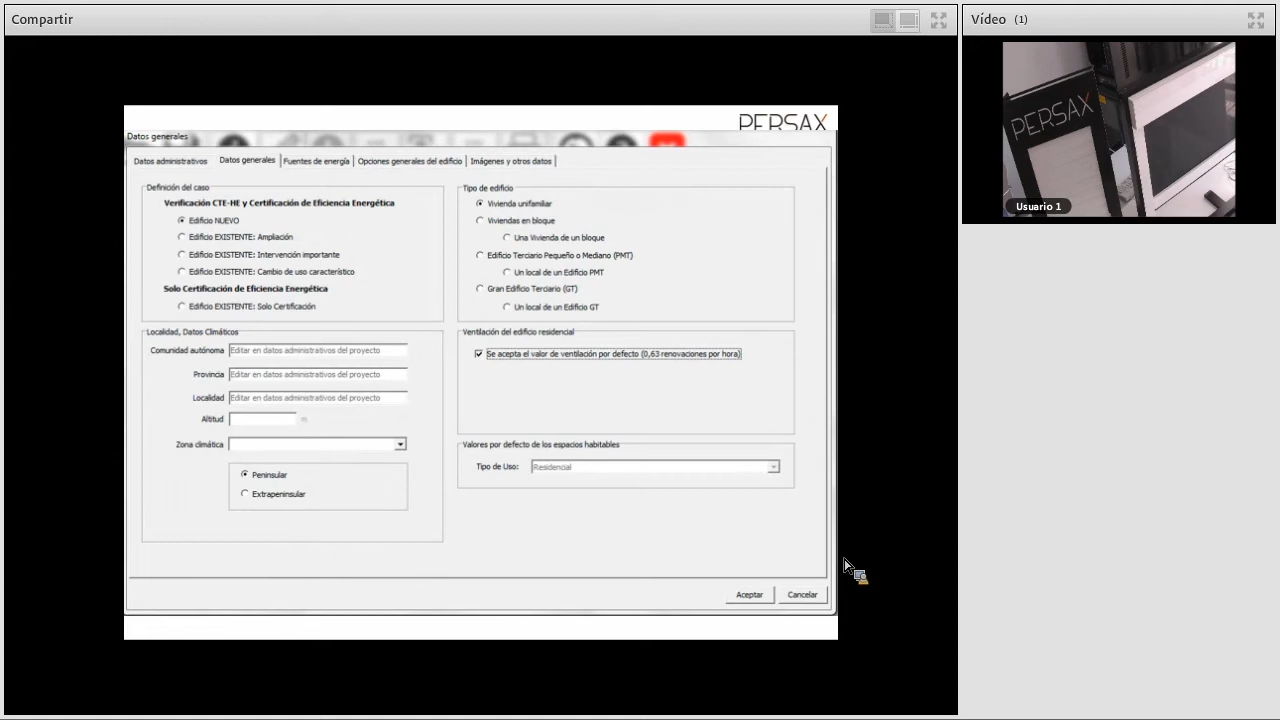 Compartir
Vídeo (1)
PERSAX
Usuario 1
PERSAX
Datos generales
Datos administrativos
Datos generales
Fuentes de energía
Opciones generales del edificio
Imágenes y otros datos
Definición del caso
Verificación CTE-HE y Certificación de Eficiencia Energética
Edificio NUEVO
Edificio EXISTENTE: Ampliación
Edificio EXISTENTE: Intervención importante
Edificio EXISTENTE: Cambio de uso característico
Solo Certificación de Eficiencia Energética
Edificio EXISTENTE: Solo Certificación
Tipo de edificio
Vivienda unifamiliar
Viviendas en bloque
Una Vivienda de un bloque
Edificio Terciario Pequeño o Mediano (PMT)
Un local de un Edificio PMT
Gran Edificio Terciario (GT)
Un local de un Edificio GT
Localidad, Datos Climáticos
Comunidad autónoma Editar en datos administrativos del proyecto
Provincia Editar en datos administrativos del proyecto
Localidad Editar en datos administrativos del proyecto
Altitud m
Zona climática
Peninsular
Extrapeninsular
Ventilación del edificio residencial
Se acepta el valor de ventilación por defecto (0,63 renovaciones por hora)
Valores por defecto de los espacios habitables
Tipo de Uso: Residencial
Aceptar
Cancelar